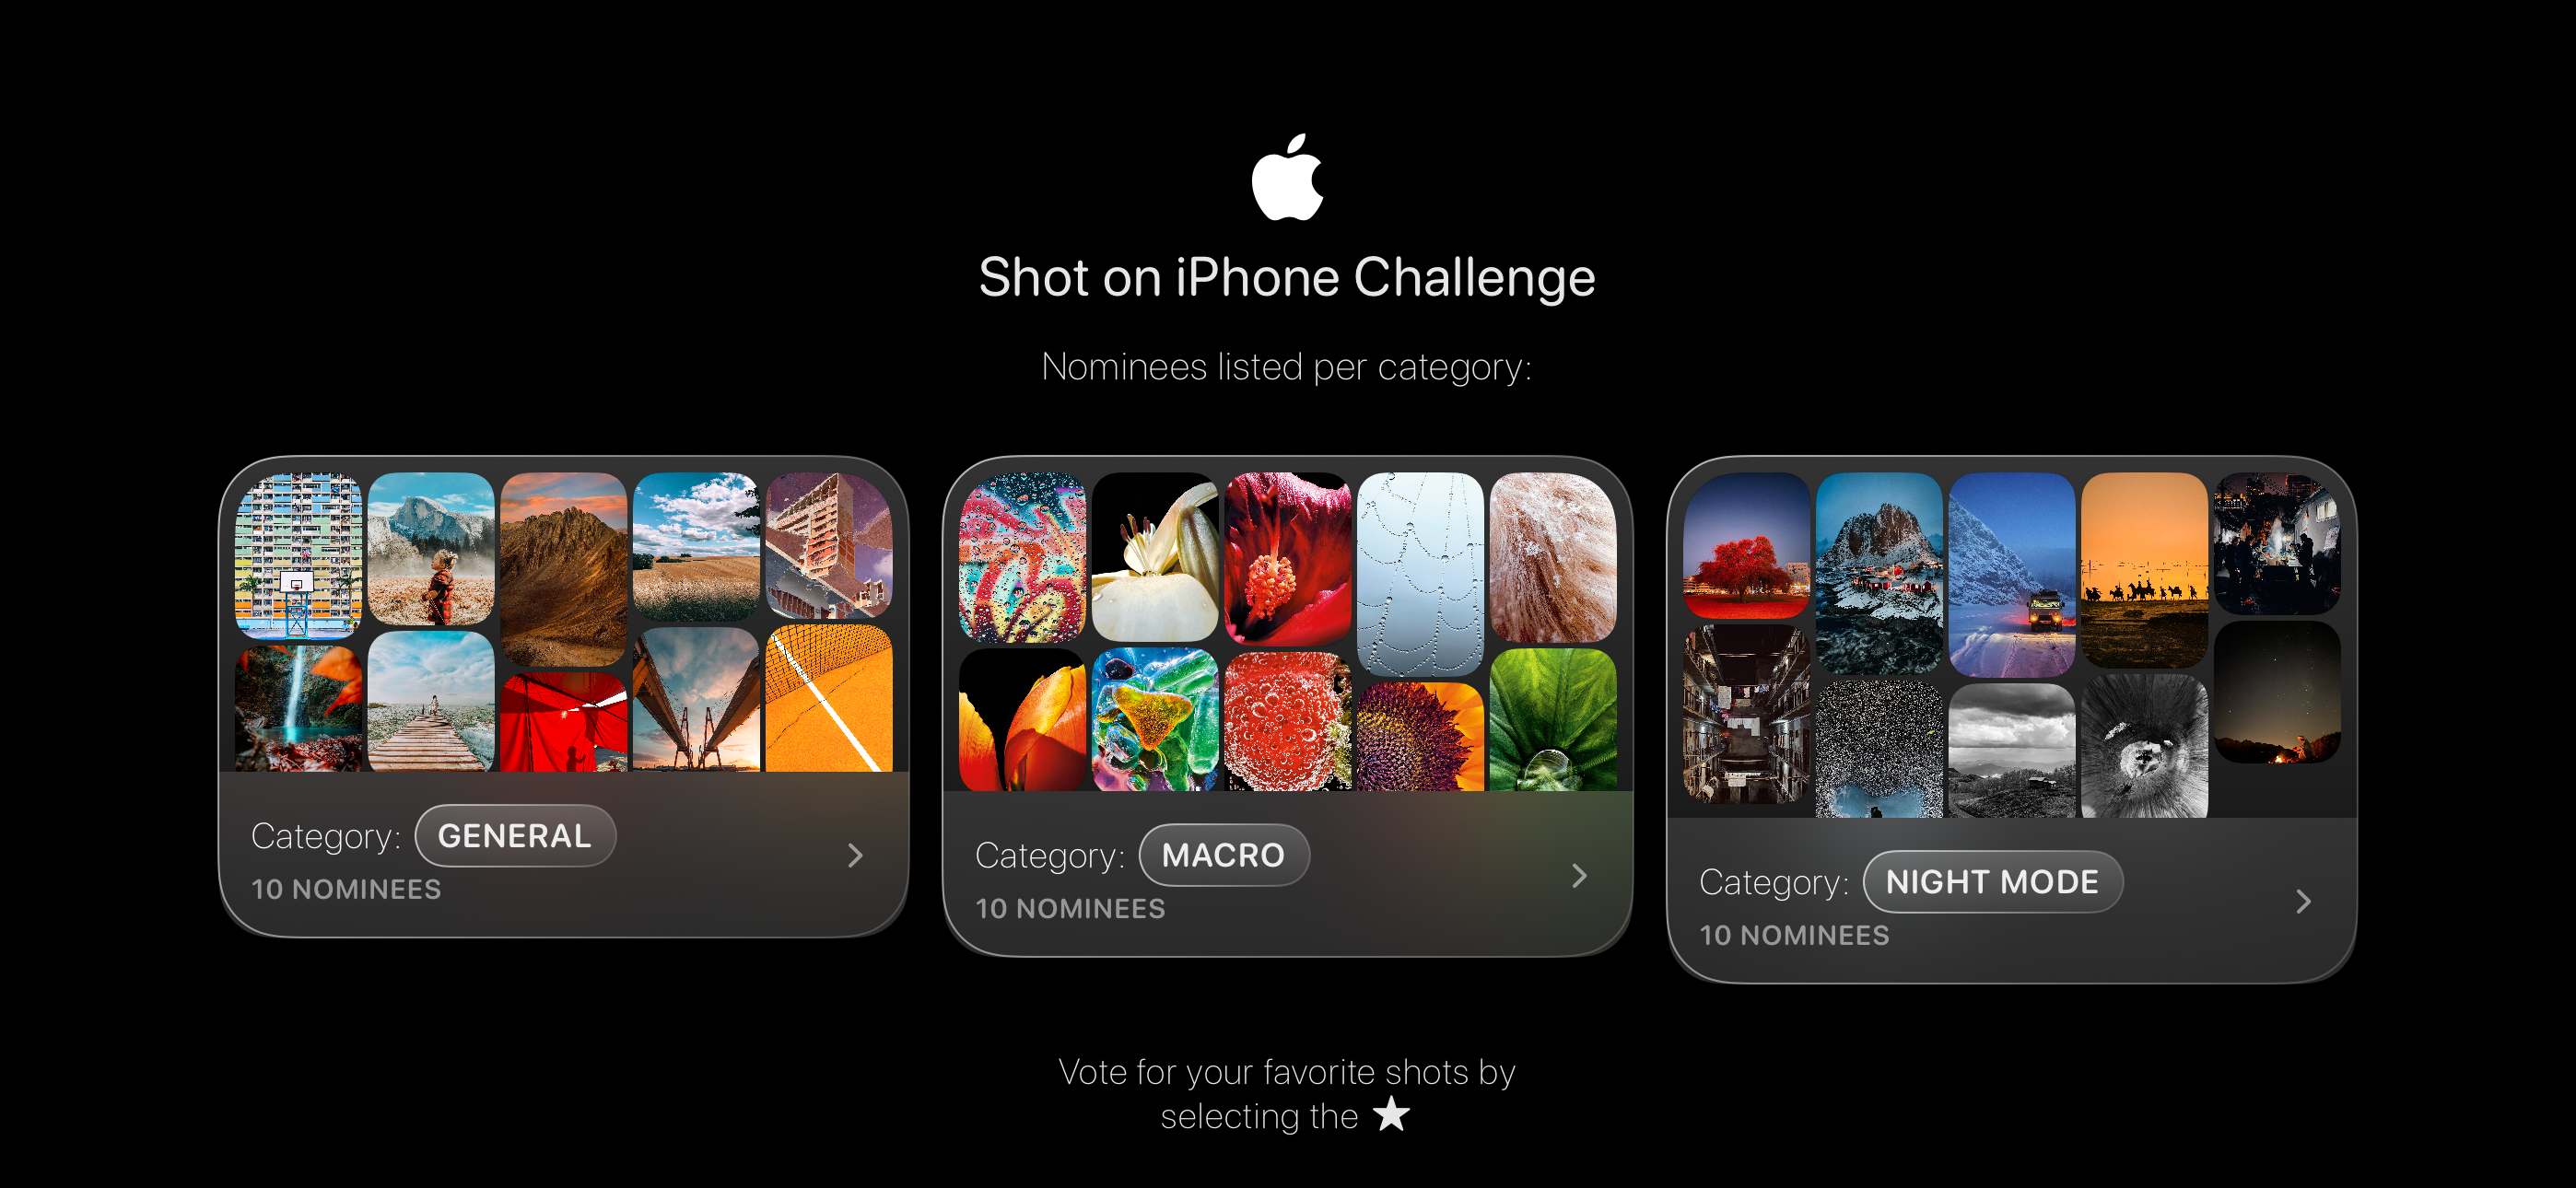 Shot on iPhone Challenge
Nominees listed per category:
Category: GENERAL
10 NOMINEES
Category: MACRO
10 NOMINEES
Category: NIGHT MODE
10 NOMINEES
Vote for your favorite shots by
selecting the ★